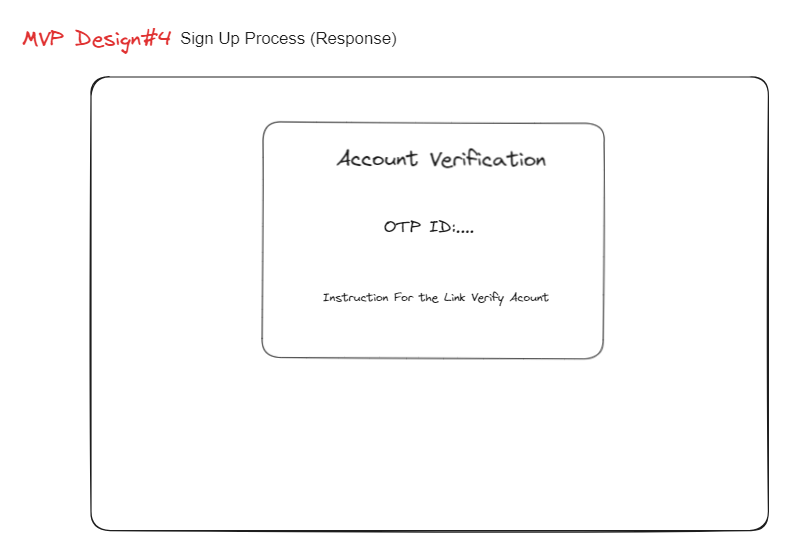 MVP Design#4 Sign Up Process (Response)
Account Verification
OTP ID:....
Instruction For the Link Verify Acount